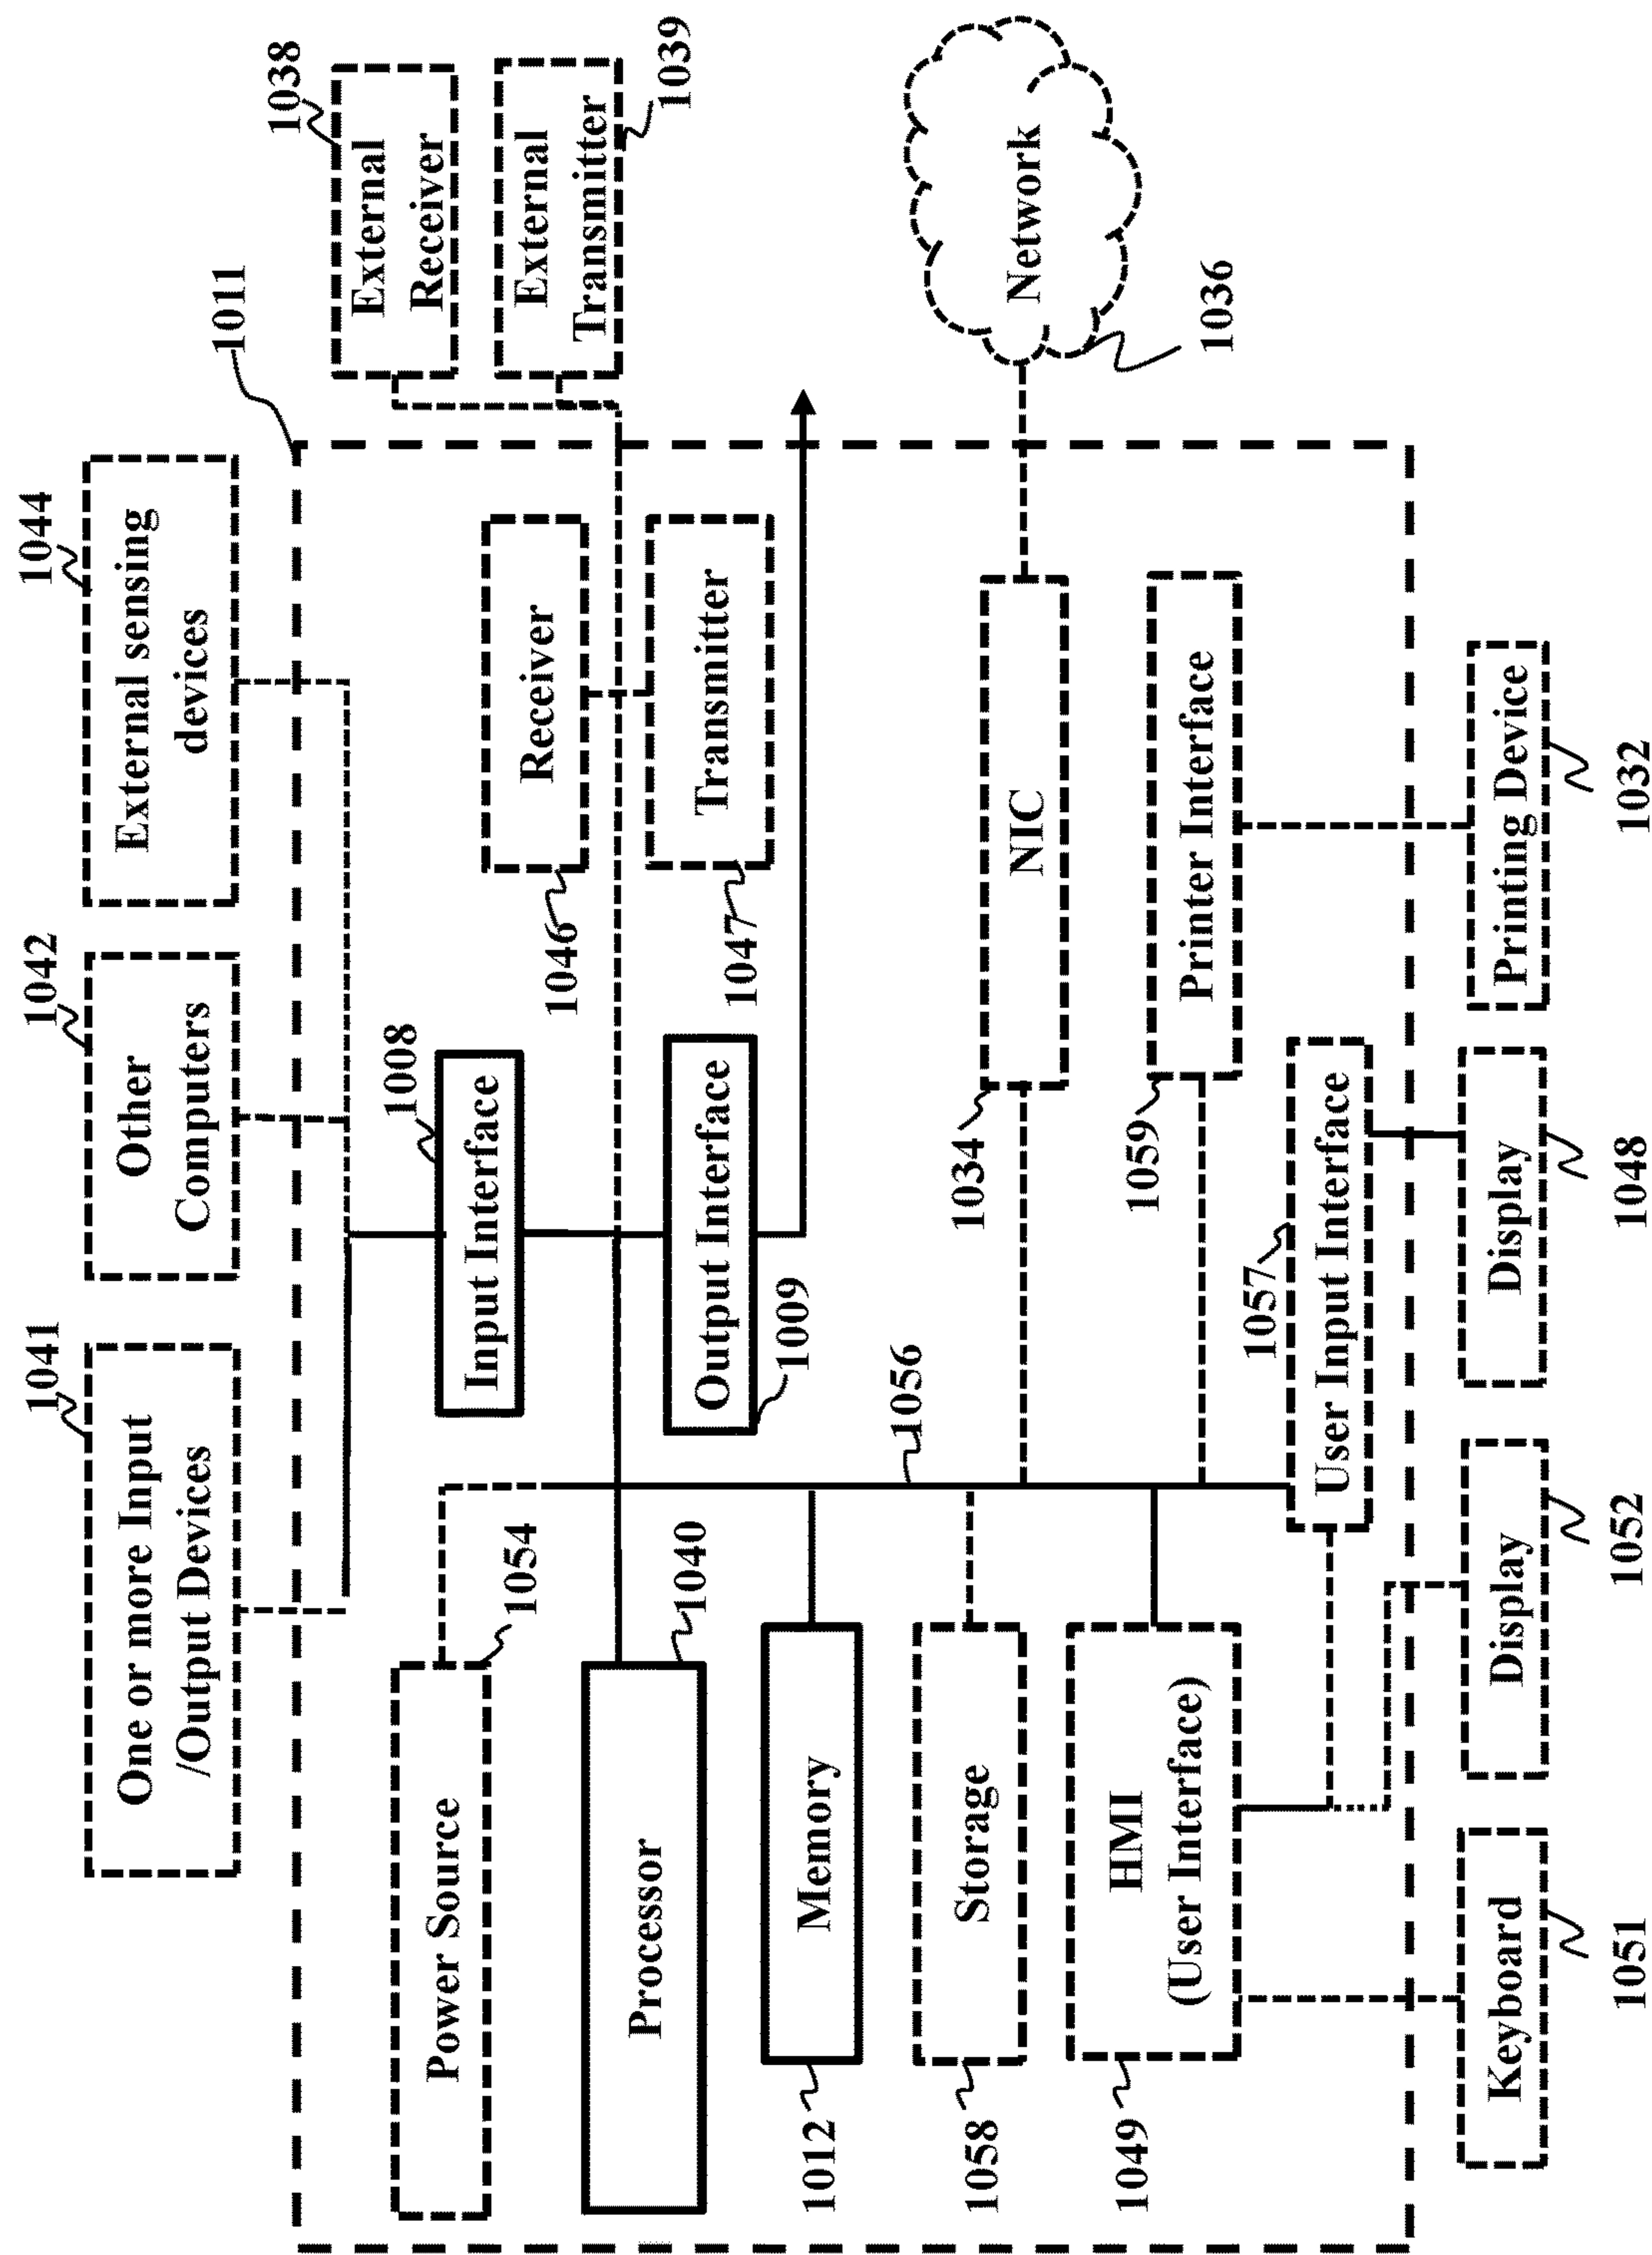 1041
One or more Input
/Output Devices
1042
Other
Computers
1044
External sensing
devices
1011
1038
External
Receiver
External
Transmitter
1039
1008
Input Interface
Output Interface
1009
Receiver
1046
Transmitter
1047
Power Source
1054
Processor
1040
Memory
1012
Storage
1058
HMI
(User Interface)
1049
1056
NIC
1034
Network
1036
Printer Interface
1059
1057
User Input Interface
Keyboard
1051
Display
1052
Display
1048
Printing Device
1032